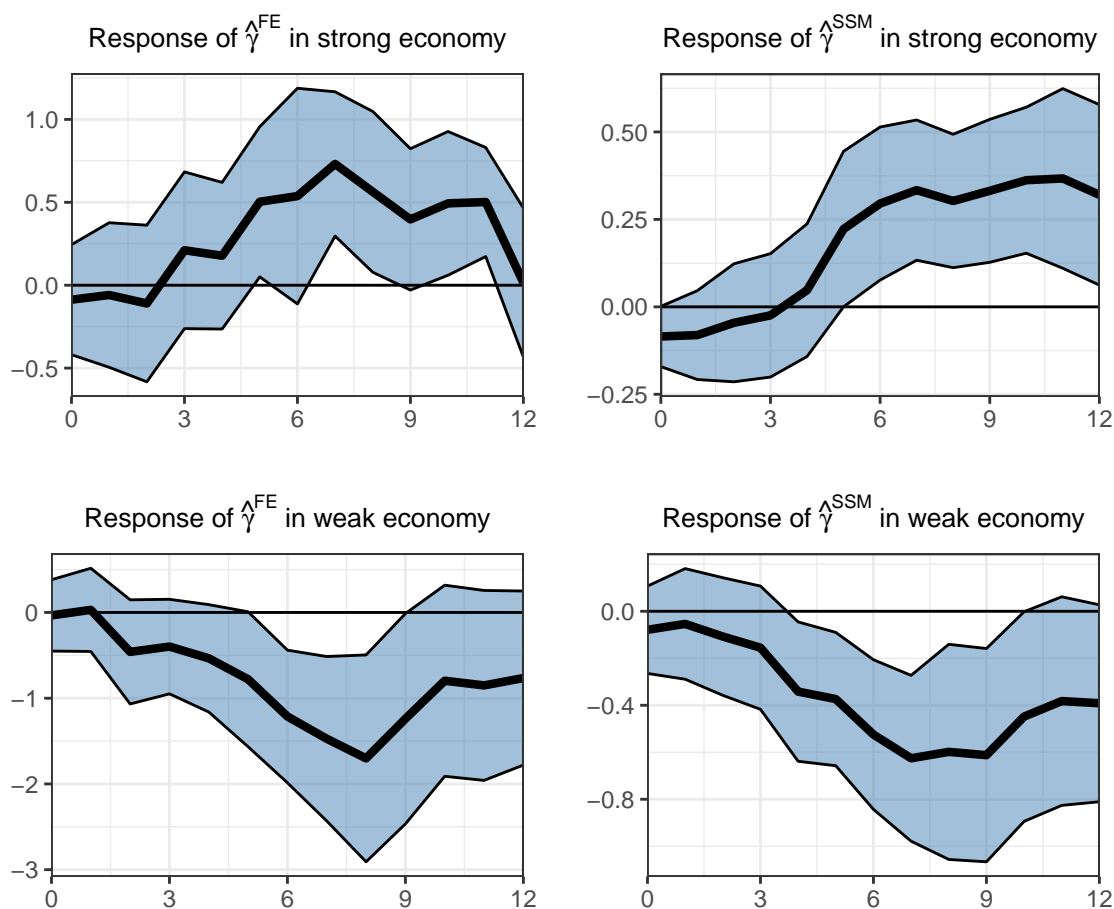 Response of γ̂^FE in strong economy
1.0
0.5
0.0
−0.5
0 3 6 9 12
Response of γ̂^SSM in strong economy
0.50
0.25
0.00
−0.25
0 3 6 9 12
Response of γ̂^FE in weak economy
0
−1
−2
−3
0 3 6 9 12
Response of γ̂^SSM in weak economy
0.0
−0.4
−0.8
0 3 6 9 12